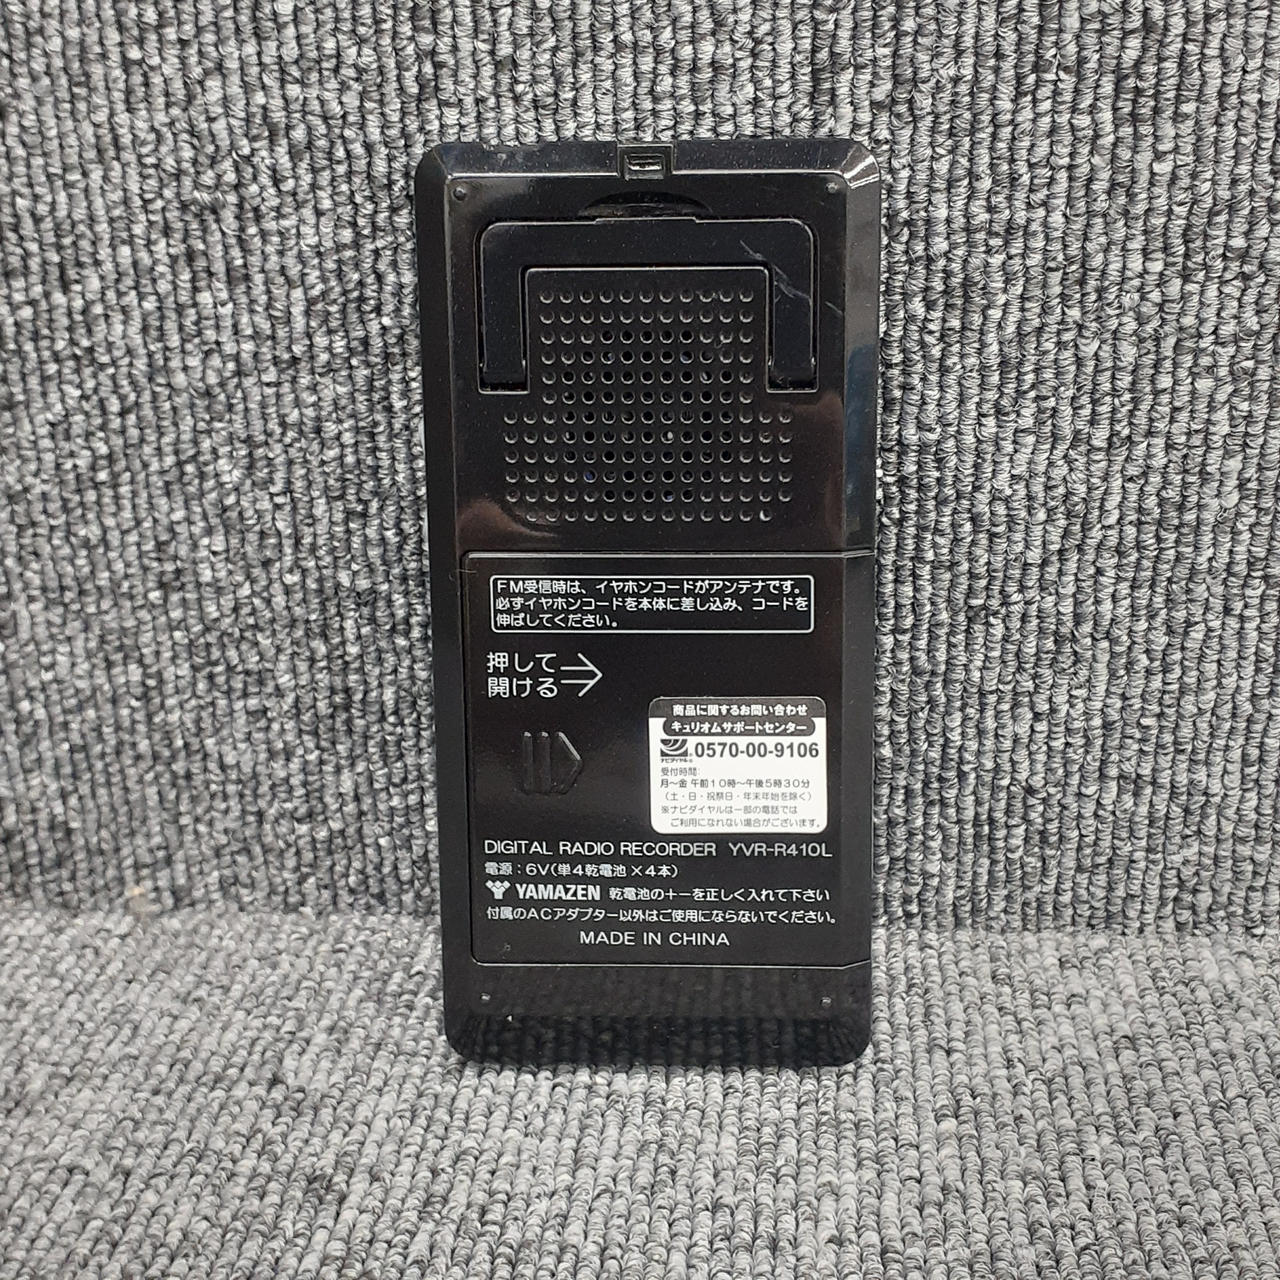 FM受信時は、イヤホンコードがアンテナです。
必ずイヤホンコードを本体に差し込み、コードを
伸ばしてください。
押して
開ける
商品に関するお問い合わせ
キュリオムサポートセンター
ナビダイヤル®
0570-00-9106
受付時間:
月～金 午前10時～午後5時30分
(土・日・祝祭日・年末年始を除く)
※ナビダイヤルは一部の電話では
ご利用になれない場合がございます。
DIGITAL RADIO RECORDER YVR-R410L
電源：6V(単4乾電池×4本)
YAMAZEN 乾電池の＋－を正しく入れて下さい
付属のACアダプター以外はご使用にならないでください。
MADE IN CHINA